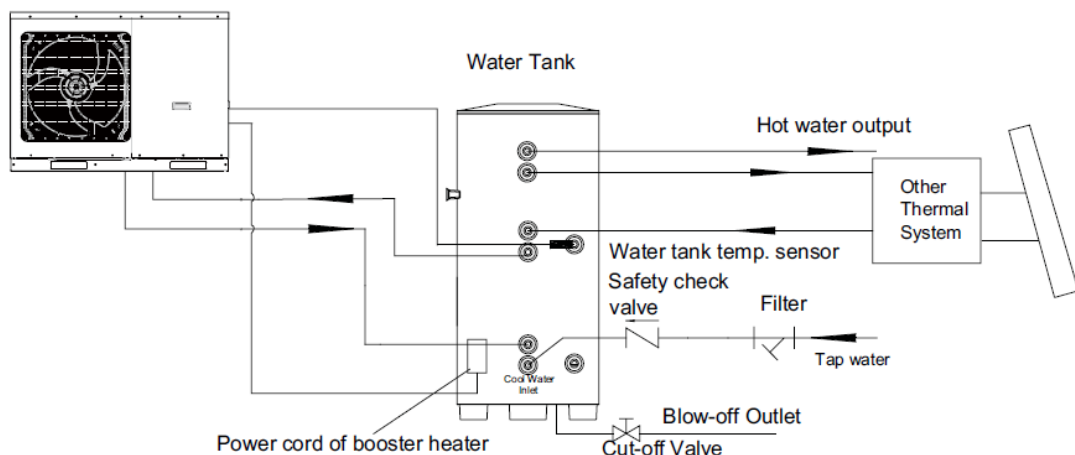 Water Tank
Hot water output
Other
Thermal
System
Water tank temp. sensor
Safety check
valve
Filter
Tap water
Cool Water
Inlet
Blow-off Outlet
Power cord of booster heater
Cut-off Valve